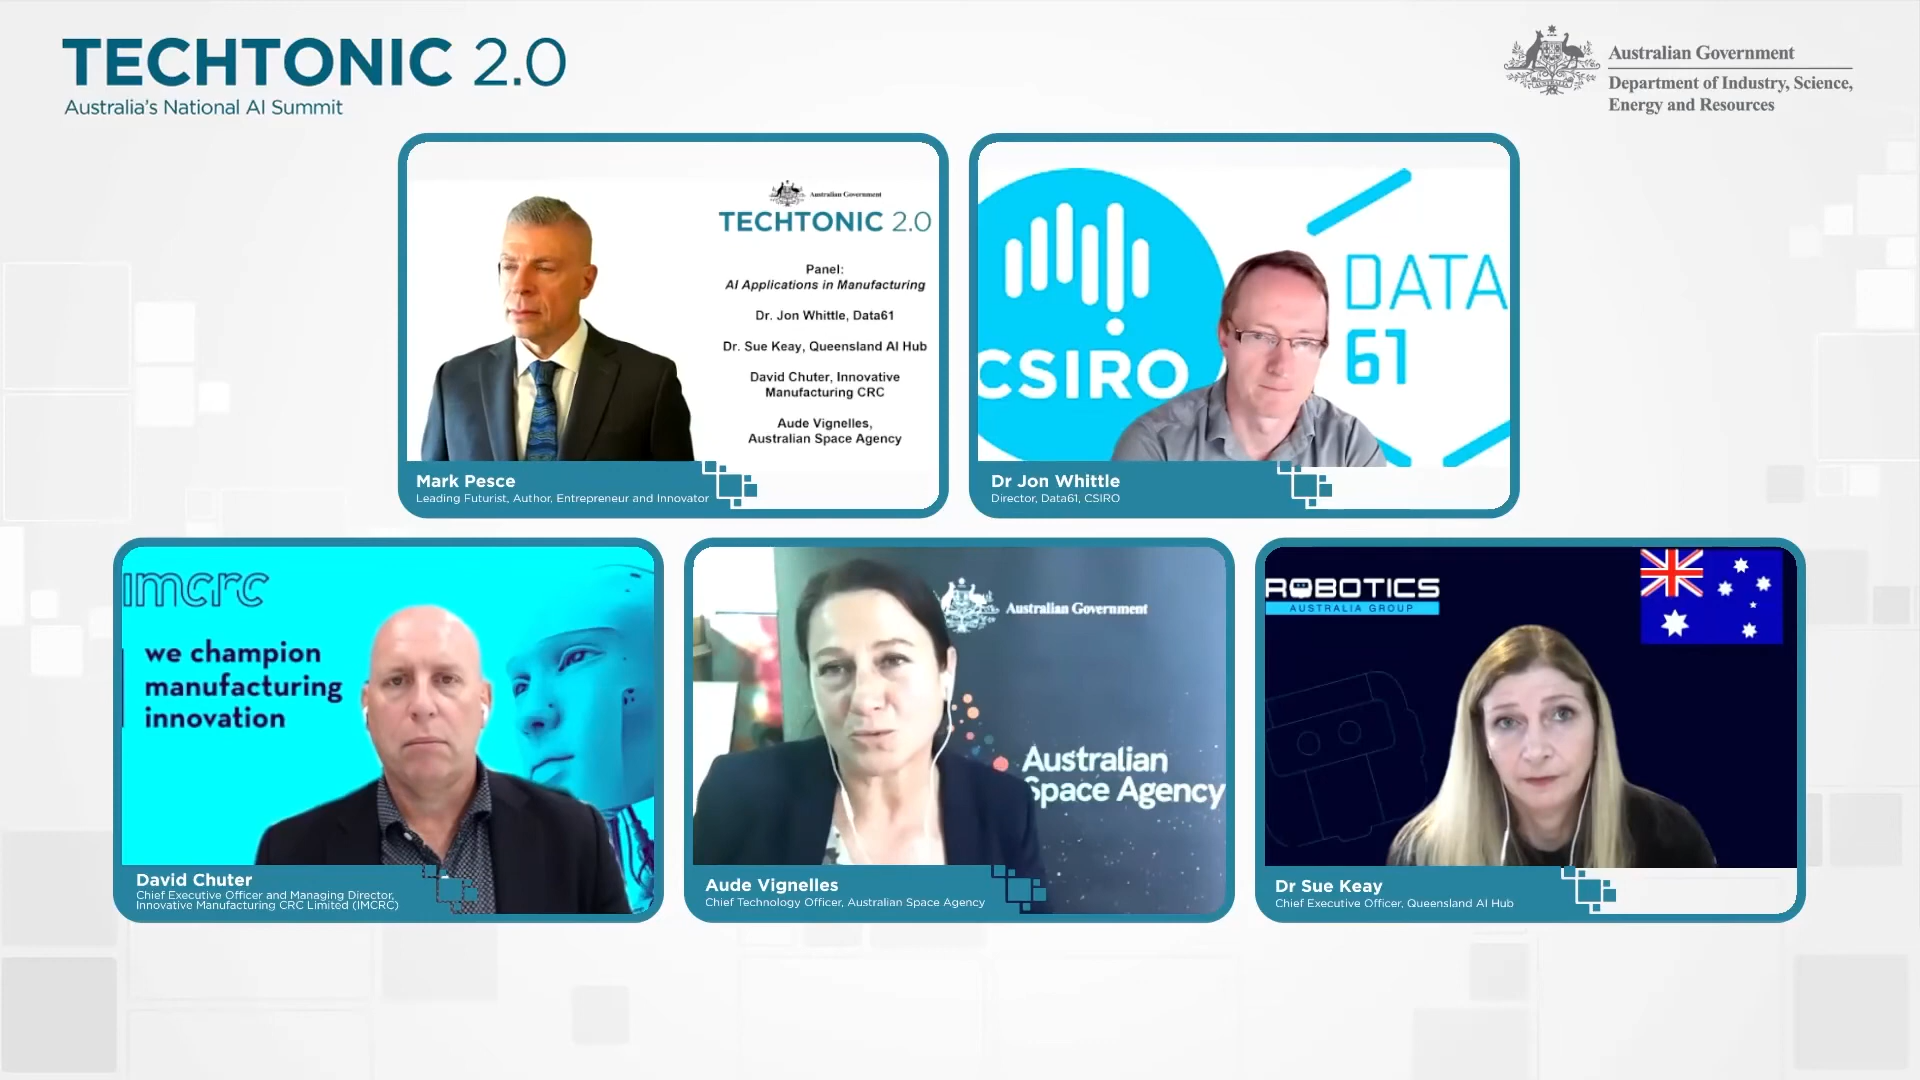 TECHTONIC 2.0
Australia's National AI Summit
Australian Government
Department of Industry, Science,
Energy and Resources
Australian Government
TECHTONIC 2.0
Panel:
AI Applications in Manufacturing
Dr. Jon Whittle, Data61
Dr. Sue Keay, Queensland AI Hub
David Chuter, Innovative
Manufacturing CRC
Aude Vignelles,
Australian Space Agency
Mark Pesce
Leading Futurist, Author, Entrepreneur and Innovator
CSIRO
DATA
61
Dr Jon Whittle
Director, Data61, CSIRO
imcrc
we champion
manufacturing
innovation
David Chuter
Chief Executive Officer and Managing Director,
Innovative Manufacturing CRC Limited (IMCRC)
Australian Government
Australian
Space Agency
Aude Vignelles
Chief Technology Officer, Australian Space Agency
ROBOTICS
AUSTRALIA GROUP
Dr Sue Keay
Chief Executive Officer, Queensland AI Hub